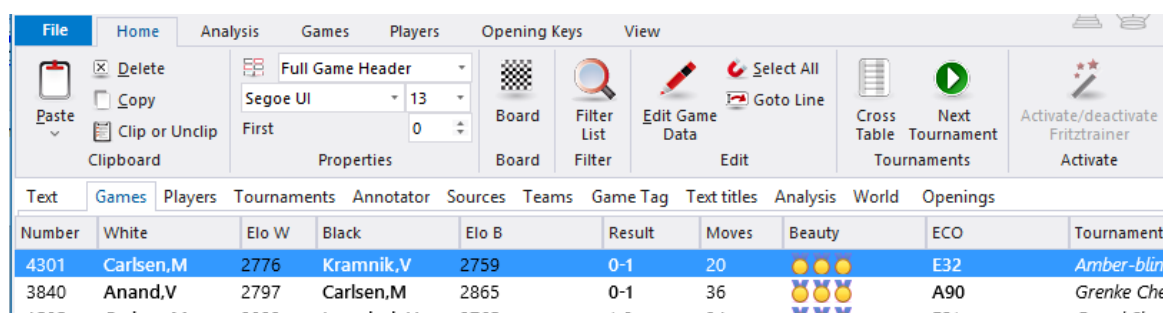 File Home Analysis Games Players Opening Keys View
Paste
Delete
Copy
Clip or Unclip
Clipboard
Full Game Header
Segoe UI 13
First 0
Properties
Board
Board
Filter List
Filter
Edit Game Data
Select All
Goto Line
Edit
Cross Table
Next Tournament
Tournaments
Activate/deactivate Fritztrainer
Activate
Text Games Players Tournaments Annotator Sources Teams Game Tag Text titles Analysis World Openings
Number White Elo W Black Elo B Result Moves Beauty ECO Tournament
4301 Carlsen,M 2776 Kramnik,V 2759 0-1 20 E32 Amber-blin
3840 Anand,V 2797 Carlsen,M 2865 0-1 36 A90 Grenke Che